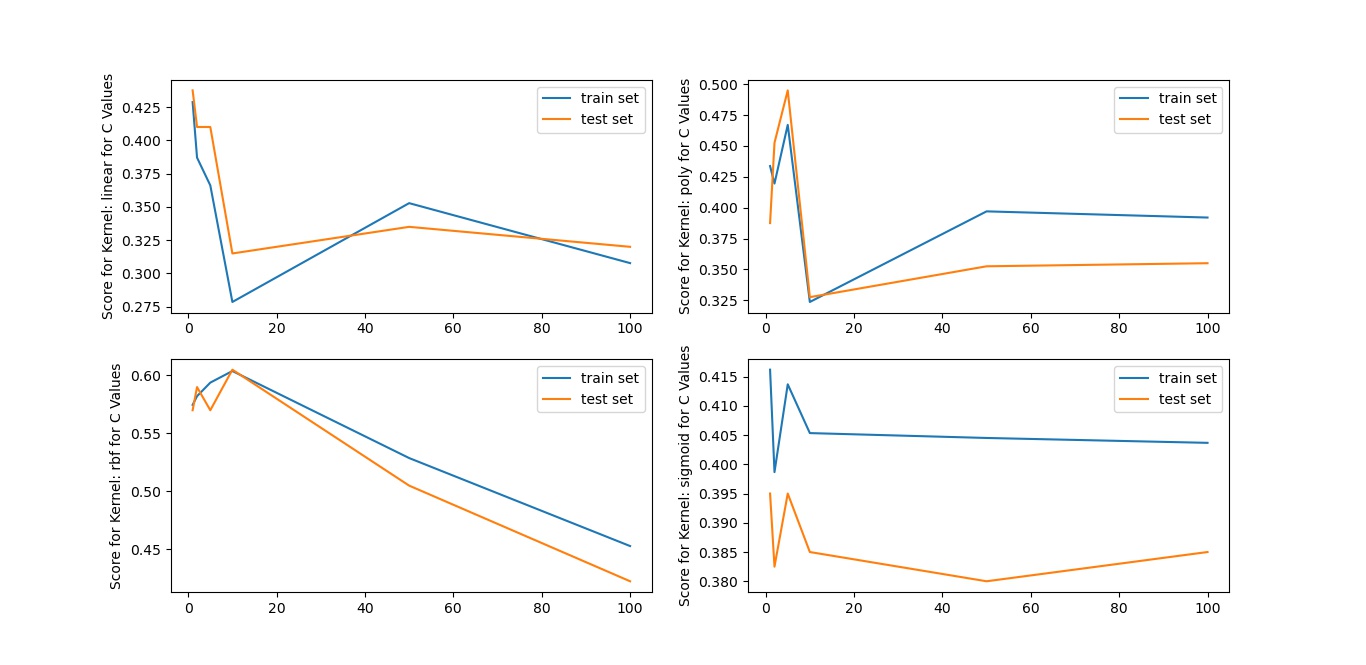 Score for Kernel: linear for C Values
0.425
0.400
0.375
0.350
0.325
0.300
0.275
0 20 40 60 80 100
train set
test set
Score for Kernel: poly for C Values
0.500
0.475
0.450
0.425
0.400
0.375
0.350
0.325
0 20 40 60 80 100
train set
test set
Score for Kernel: rbf for C Values
0.60
0.55
0.50
0.45
0 20 40 60 80 100
train set
test set
Score for Kernel: sigmoid for C Values
0.415
0.410
0.405
0.400
0.395
0.390
0.385
0.380
0 20 40 60 80 100
train set
test set